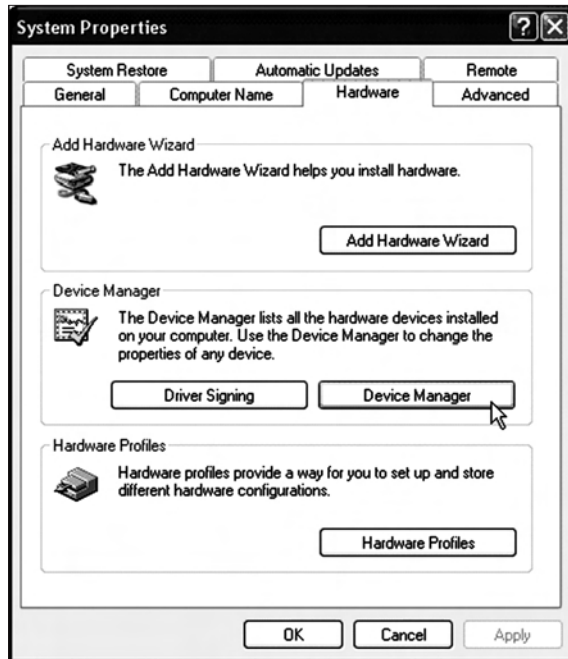 System Properties
System Restore Automatic Updates Remote
General Computer Name Hardware Advanced
Add Hardware Wizard
The Add Hardware Wizard helps you install hardware.
Add Hardware Wizard
Device Manager
The Device Manager lists all the hardware devices installed
on your computer. Use the Device Manager to change the
properties of any device.
Driver Signing Device Manager
Hardware Profiles
Hardware profiles provide a way for you to set up and store
different hardware configurations.
Hardware Profiles
OK Cancel Apply